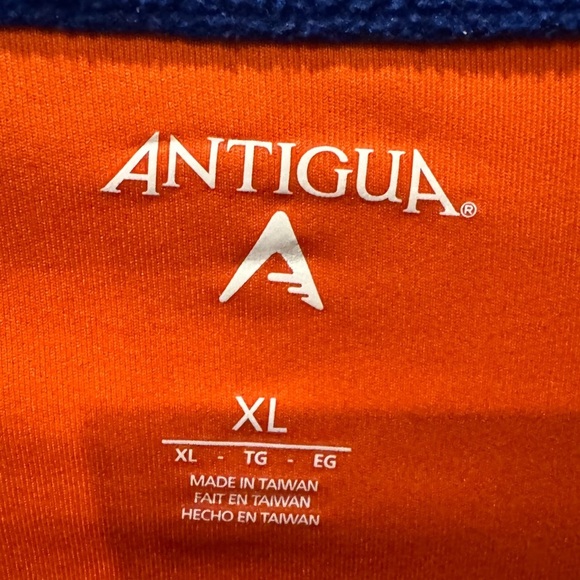 ANTIGUA®
XL
XL - TG - EG
MADE IN TAIWAN
FAIT EN TAIWAN
HECHO EN TAIWAN